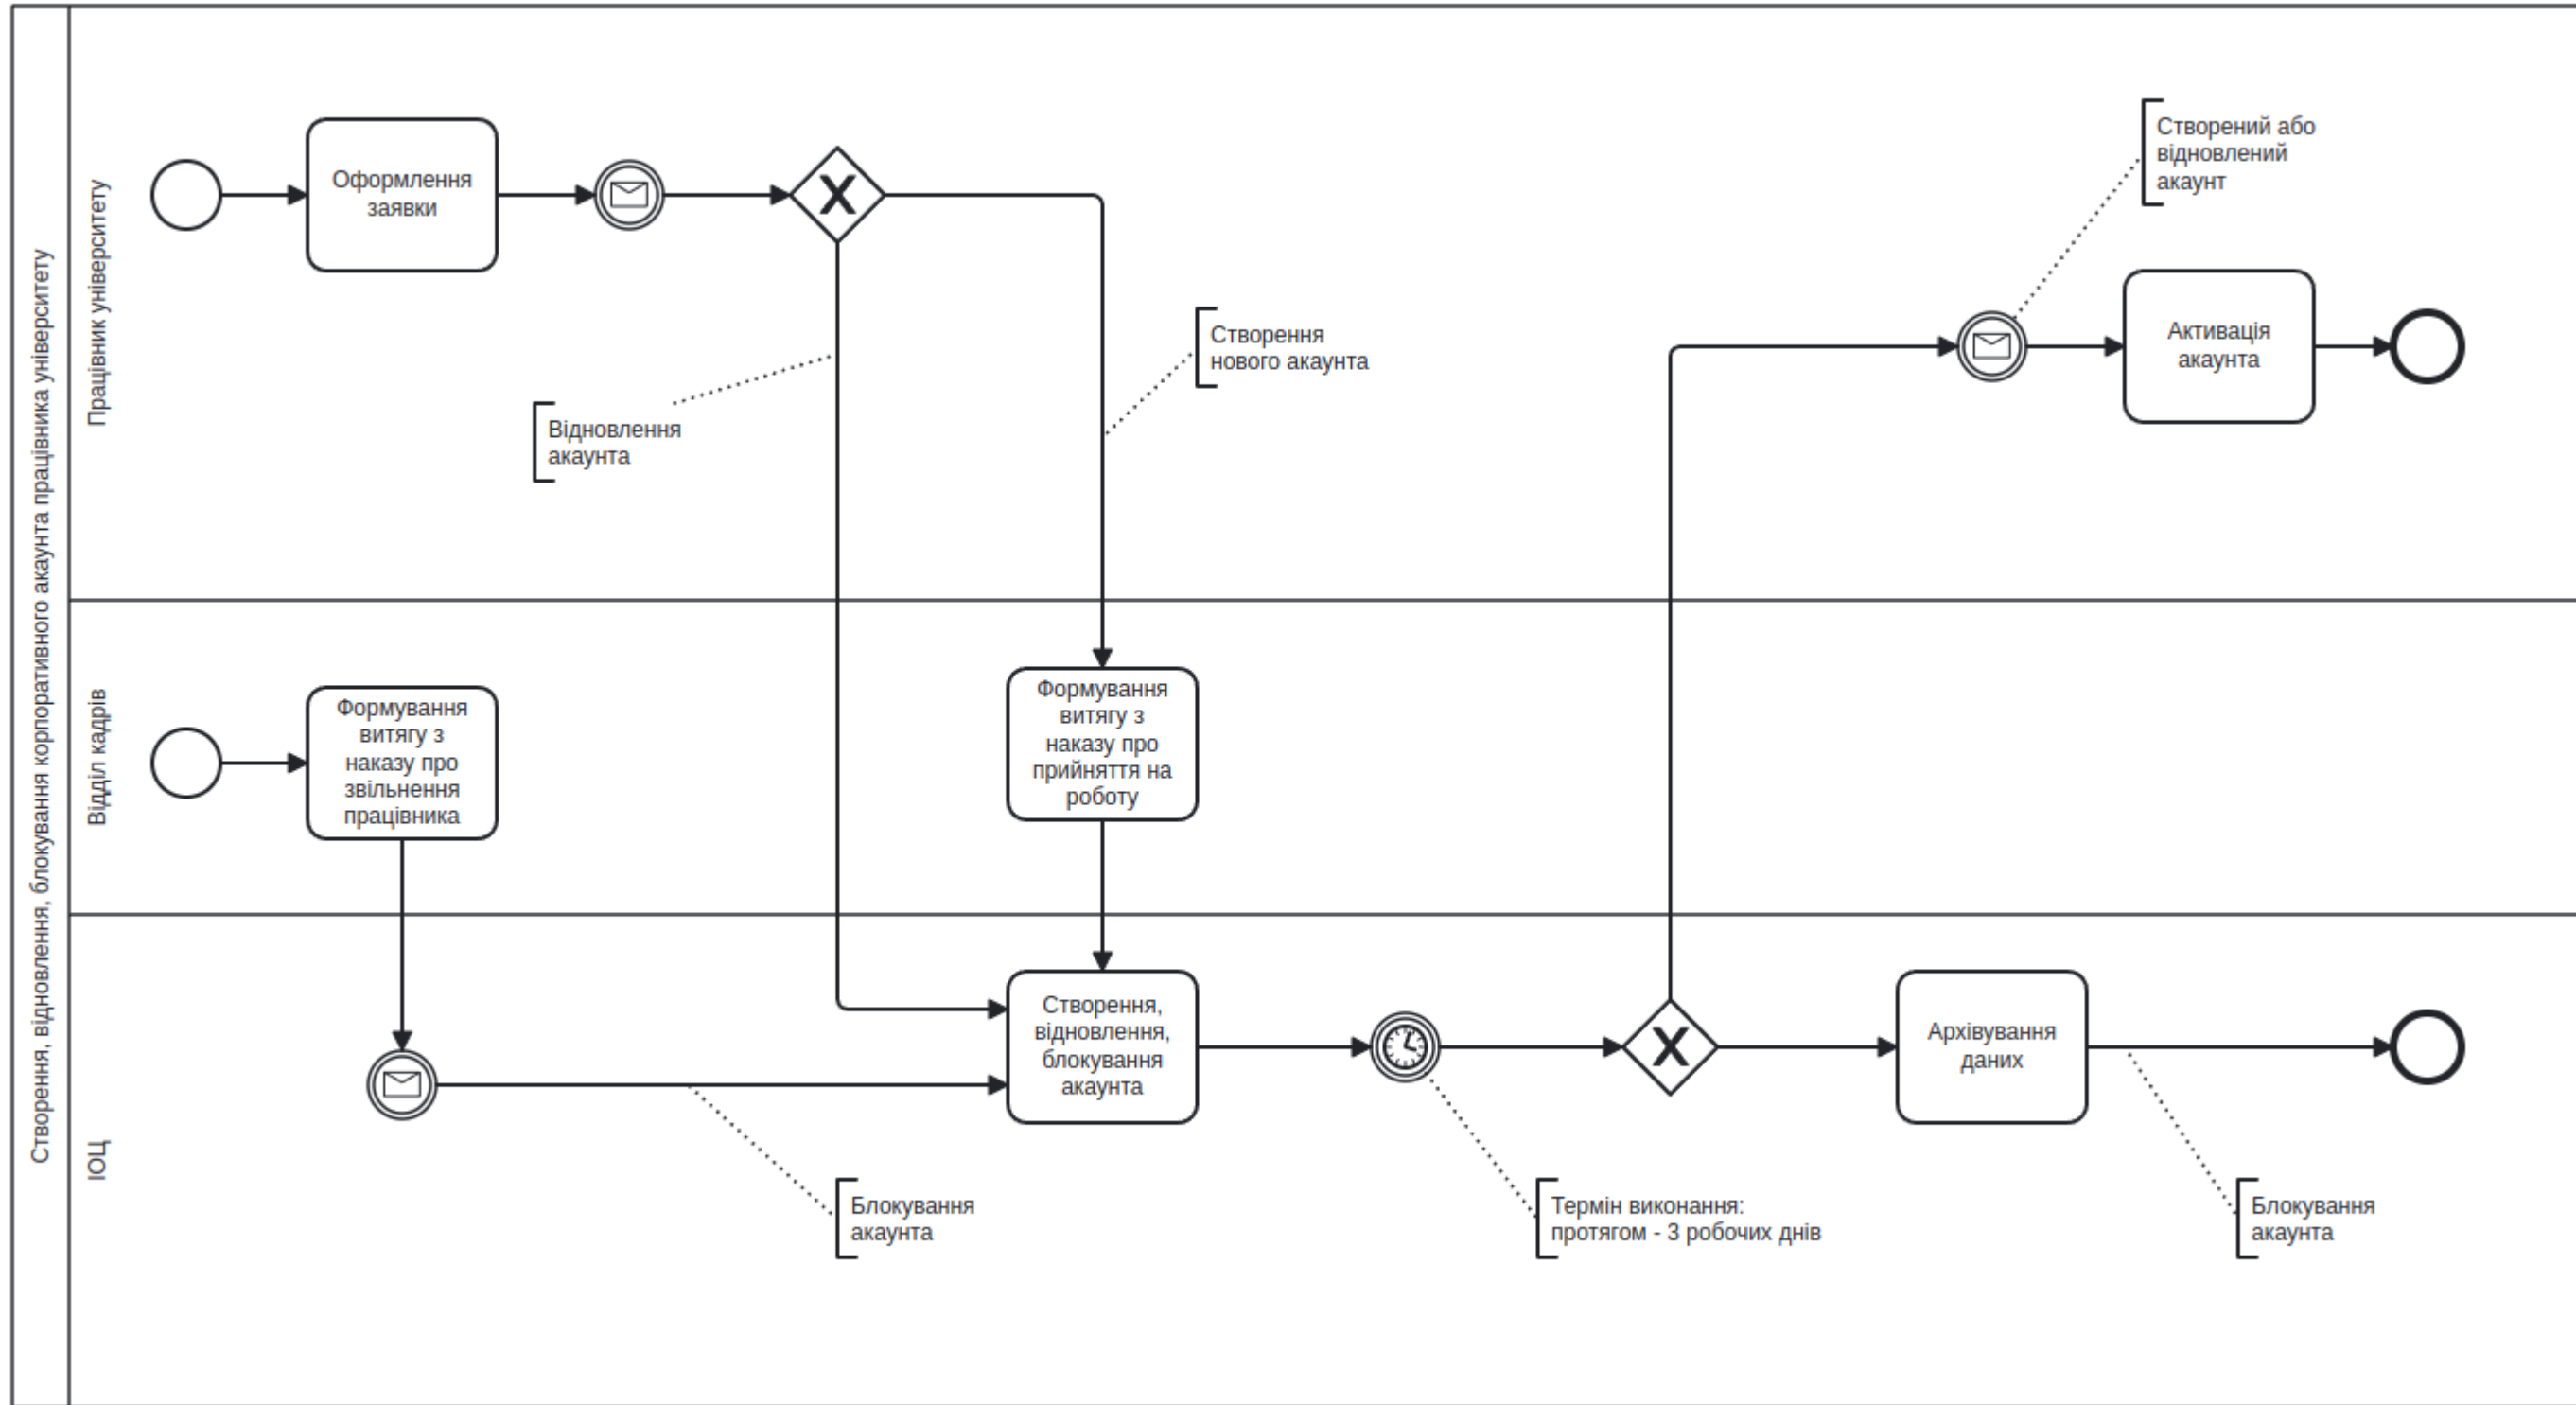 Створення, відновлення, блокування корпоративного акаунта працівника університету
Працівник університету
Оформлення
заявки
Відновлення
акаунта
Створення
нового акаунта
Створений або
відновлений
акаунт
Активація
акаунта
Відділ кадрів
Формування
витягу з
наказу про
звільнення
працівника
Формування
витягу з
наказу про
прийняття на
роботу
ІОЦ
Створення,
відновлення,
блокування
акаунта
Блокування
акаунта
Термін виконання:
протягом - 3 робочих днів
Архівування
даних
Блокування
акаунта